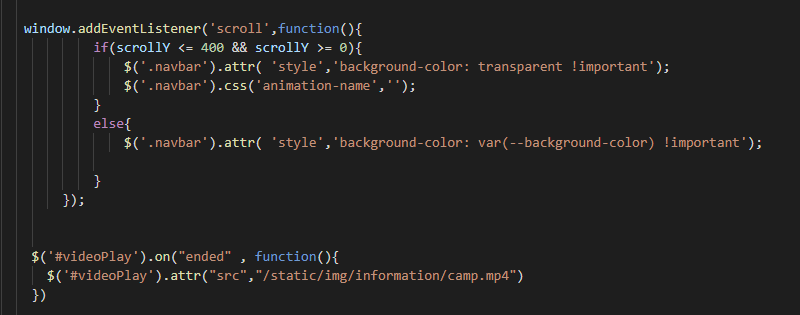 window.addEventListener('scroll',function(){
if(scrollY <= 400 && scrollY >= 0){
$('.navbar').attr( 'style','background-color: transparent !important');
$('.navbar').css('animation-name','');
}
else{
$('.navbar').attr( 'style','background-color: var(--background-color) !important');
}
});
$('#videoPlay').on("ended" , function(){
$('#videoPlay').attr("src","/static/img/information/camp.mp4")
})